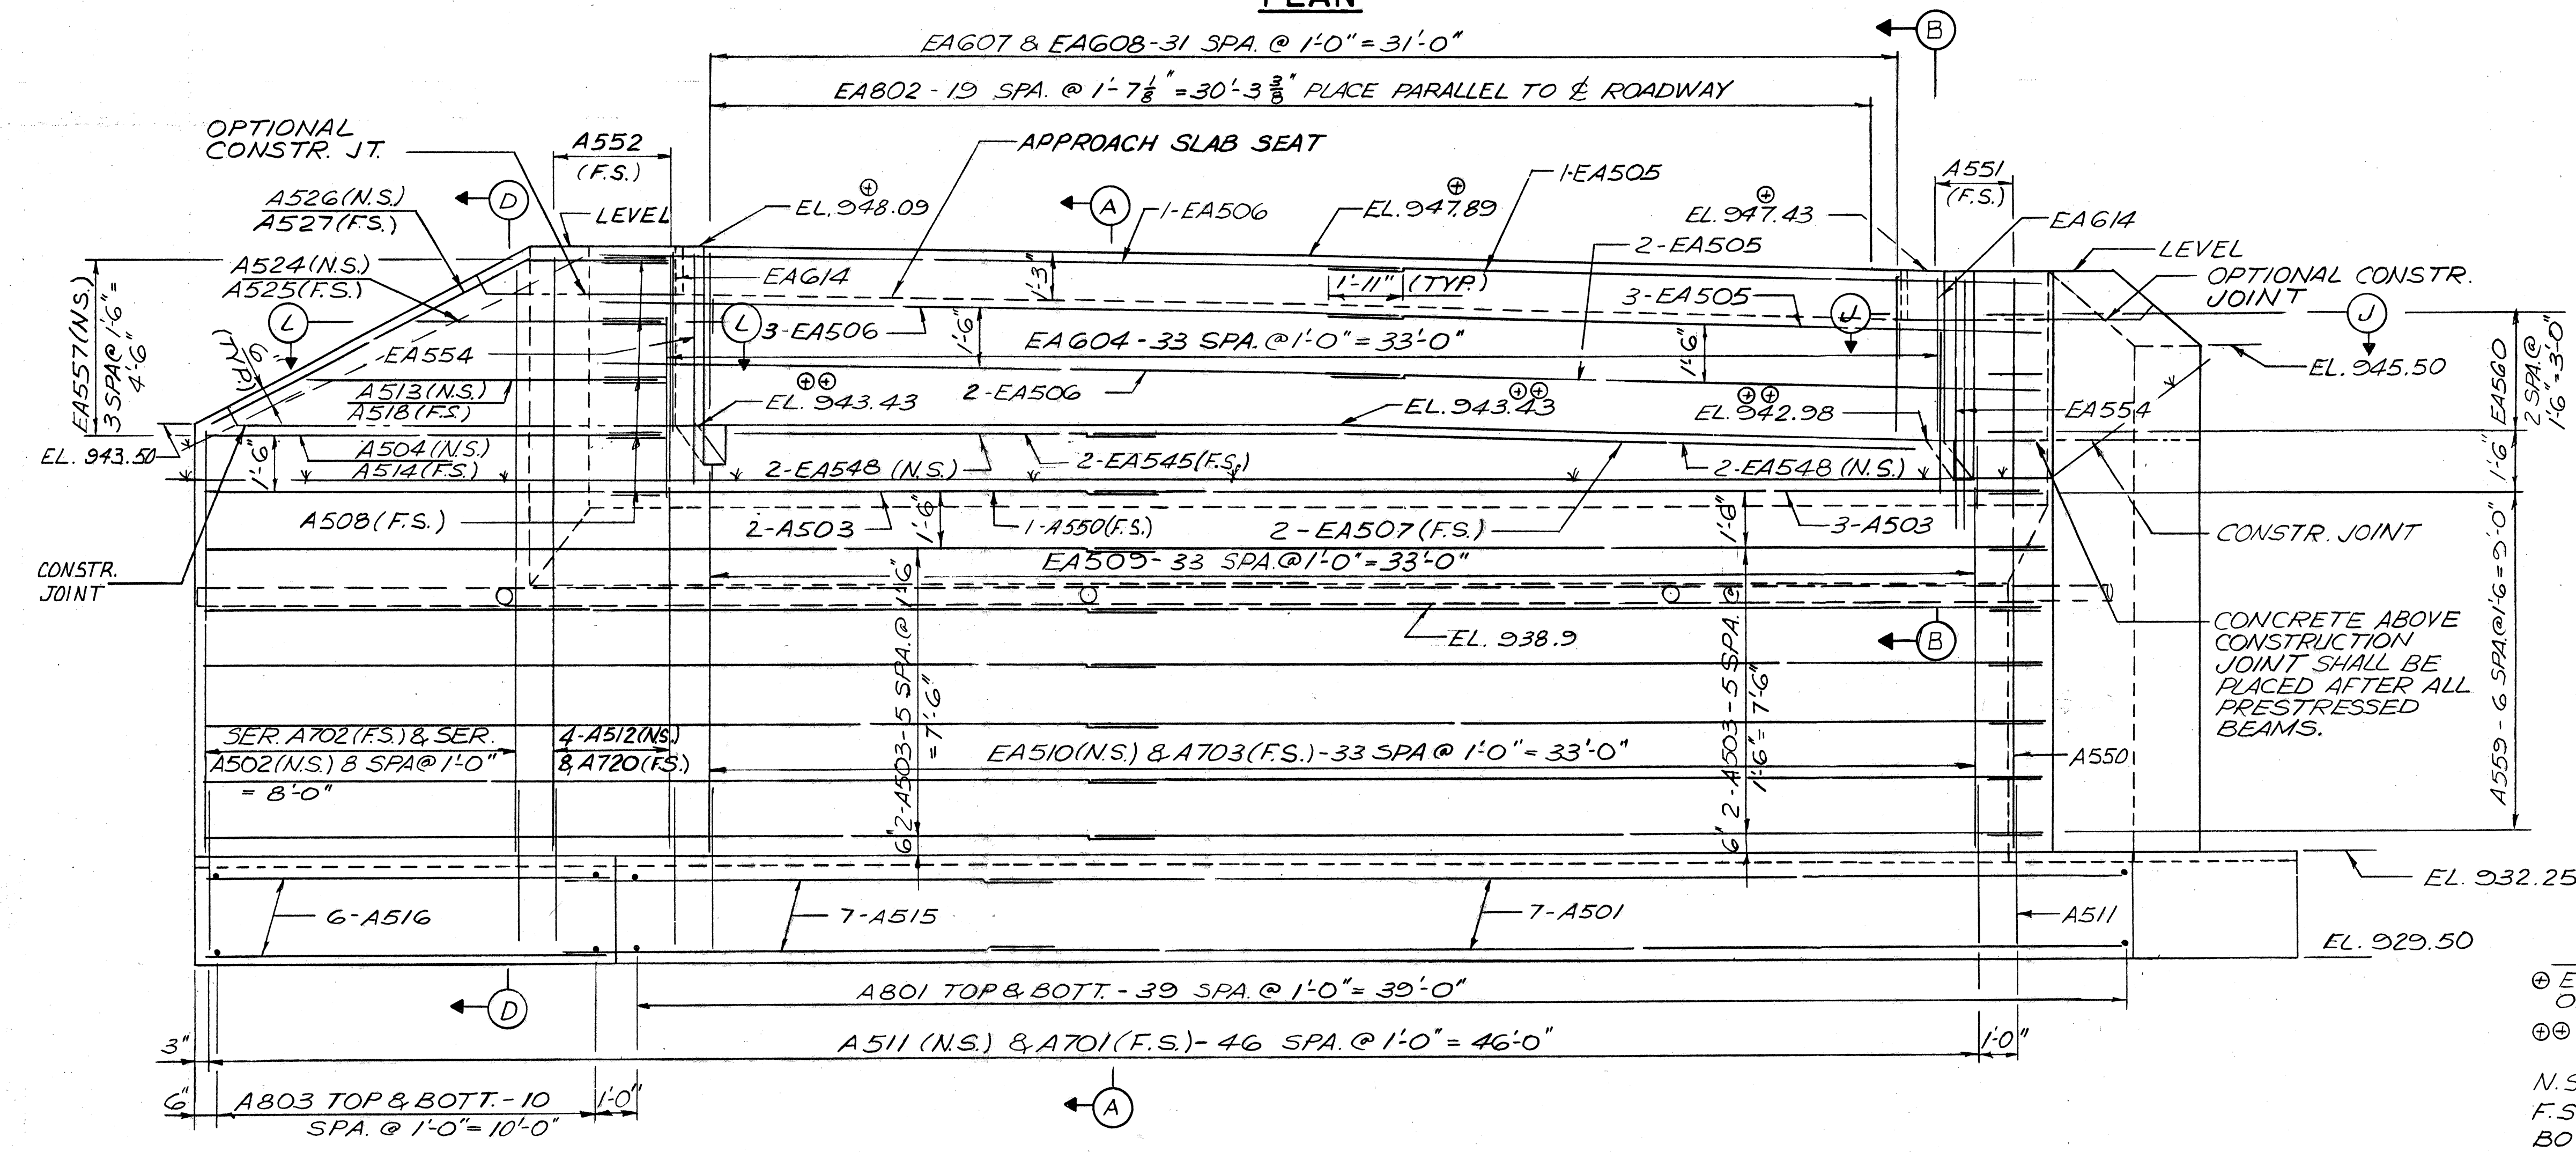 PLAN
EA607 & EA608-31 SPA. @ 1'-0" = 31'-0"
B
EA802 - 19 SPA. @ 1'-7 1/8" = 30'-3 3/8" PLACE PARALLEL TO ℄ ROADWAY
OPTIONAL
CONSTR. JT.
A552
(F.S.)
APPROACH SLAB SEAT
1-EA505
A551
(F.S.)
A526 (N.S.)
A527 (F.S.)
D
LEVEL
⊕
EL. 948.09
A
1-EA506
⊕
EL. 947.89
⊕
EL. 947.43
EA614
2-EA505
LEVEL
A524 (N.S.)
A525 (F.S.)
EA614
1'-3"
1'-11" (TYP.)
OPTIONAL CONSTR.
JOINT
3-EA505
EA557 (N.S.)
3 SPA@ 1'-6" =
4'-6"
L
L
3-EA506
1'-6"
EA604 - 33 SPA. @ 1'-0" = 33'-0"
1'-6"
J
J
6"
(TYP.)
EA554
EL. 945.50
EA560
2 SPA. @
1'-6" = 3'-0"
A513 (N.S.)
A518 (F.S.)
⊕⊕
EL. 943.43
2-EA506
⊕⊕
EL. 943.43
⊕⊕
EL. 942.98
EA554
EL. 943.50
1'-6"
A504 (N.S.)
A514 (F.S.)
2-EA548 (N.S.)
2-EA545 (F.S.)
2-EA548 (N.S.)
1'-6"
A508 (F.S.)
2-A503
1'-6"
1-A550 (F.S.)
2-EA507 (F.S.)
1'-6"
3-A503
CONSTR. JOINT
CONSTR.
JOINT
EA509 - 33 SPA. @ 1'-0" = 33'-0"
EL. 938.9
B
CONCRETE ABOVE
CONSTRUCTION
JOINT SHALL BE
PLACED AFTER ALL
PRESTRESSED
BEAMS.
A559 - 6 SPA. @ 1'-6 = 9'-0"
6" 2-A503-5 SPA. @ 1'-6"
= 7'-6"
6" 2-A503-5 SPA. @
1'-6" = 7'-6"
SER. A702 (F.S.) & SER.
A502 (N.S.) 8 SPA@ 1'-0"
= 8'-0"
4-A512 (N.S.)
& A720 (F.S.)
EA510 (N.S.) & A703 (F.S.) - 33 SPA @ 1'-0" = 33'-0"
A550
EL. 932.25
6-A516
7-A515
7-A501
A511
EL. 929.50
A801 TOP & BOTT. - 39 SPA. @ 1'-0" = 39'-0"
D
⊕ E
O
3"
A511 (N.S.) & A701 (F.S.) - 46 SPA. @ 1'-0" = 46'-0"
1'-0"
⊕⊕
6"
A803 TOP & BOTT. - 10
SPA. @ 1'-0" = 10'-0"
1'-0"
A
N.S
F.S
BO